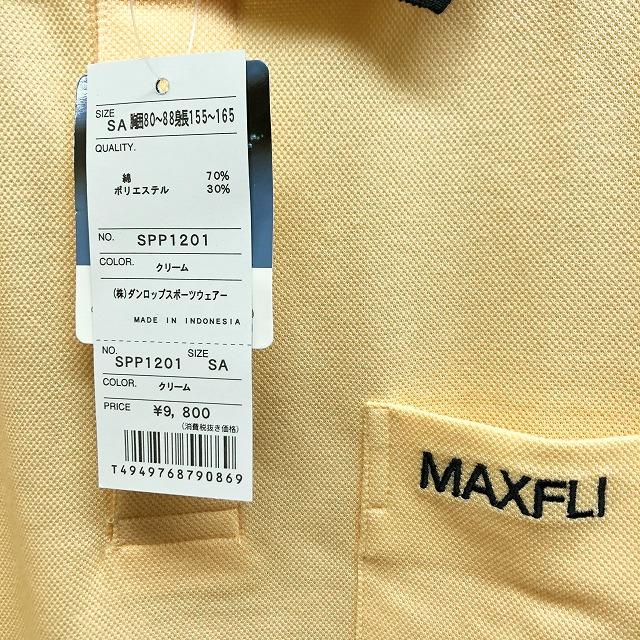 SIZE
SA 胸囲80～88身長155～165
QUALITY.
綿 70%
ポリエステル 30%
NO. SPP1201
COLOR. クリーム
(株)ダンロップスポーツウェアー
MADE IN INDONESIA
NO. SPP1201 SIZE SA
COLOR. クリーム
PRICE ¥9,800
(消費税抜き価格)
T4949768790869
MAXFLI